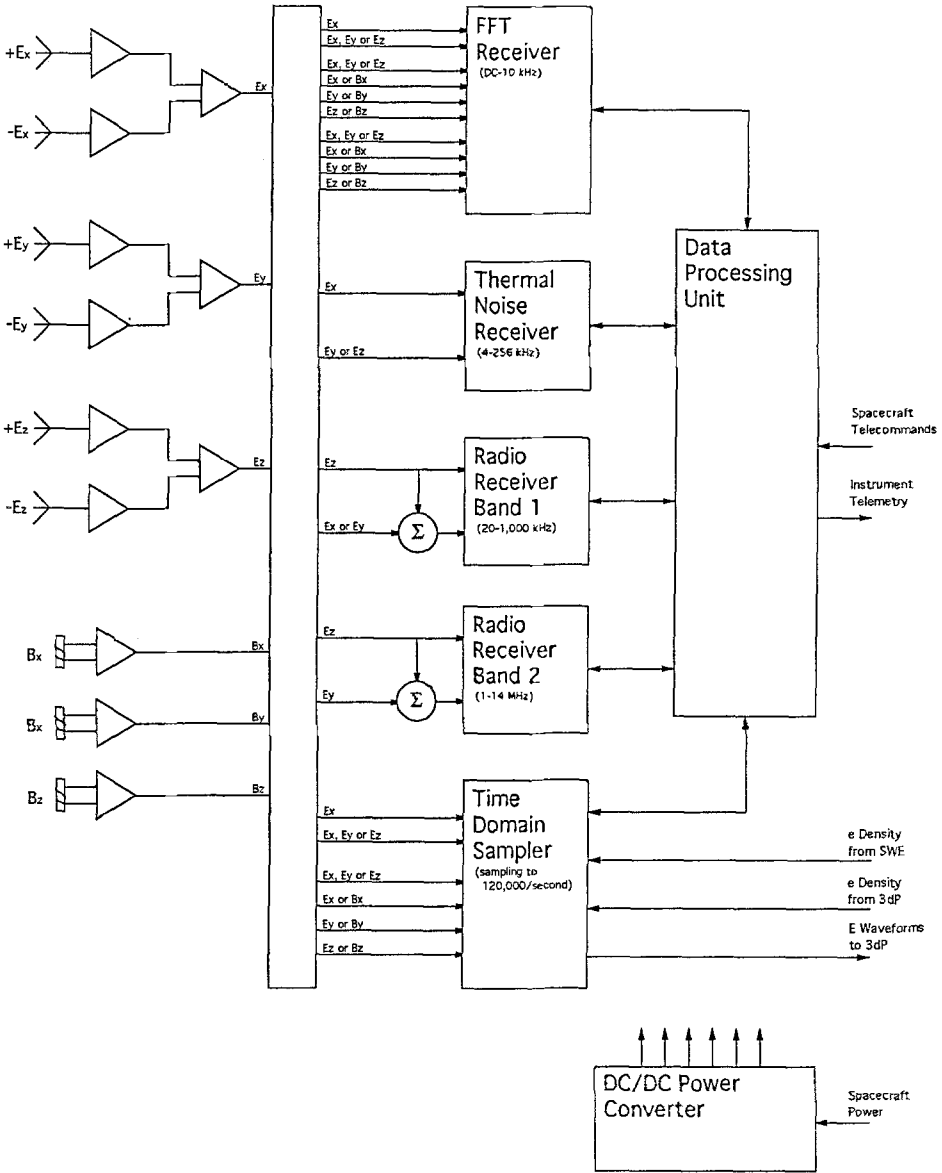 +Ex
-Ex
Ex
+Ey
-Ey
Ey
+Ez
-Ez
Ez
Bx
Bx
Bx
By
Bz
Bz
Ex
Ex, Ey or Ez
Ex, Ey or Ez
Ex or Bx
Ey or By
Ez or Bz
Ex, Ey or Ez
Ex or Bx
Ey or By
Ez or Bz
FFT
Receiver
(DC-10 kHz)
Ex
Ey or Ez
Thermal
Noise
Receiver
(4-256 kHz)
Ez
Ex or Ey
Σ
Radio
Receiver
Band 1
(20-1,000 kHz)
Ez
Ey
Σ
Radio
Receiver
Band 2
(1-14 MHz)
Ex
Ex, Ey or Ez
Ex, Ey or Ez
Ex or Bx
Ey or By
Ez or Bz
Time
Domain
Sampler
(sampling to
120,000/second)
Data
Processing
Unit
Spacecraft
Telecommands
Instrument
Telemetry
e Density
from SWE
e Density
from 3dP
E Waveforms
to 3dP
DC/DC Power
Converter
Spacecraft
Power